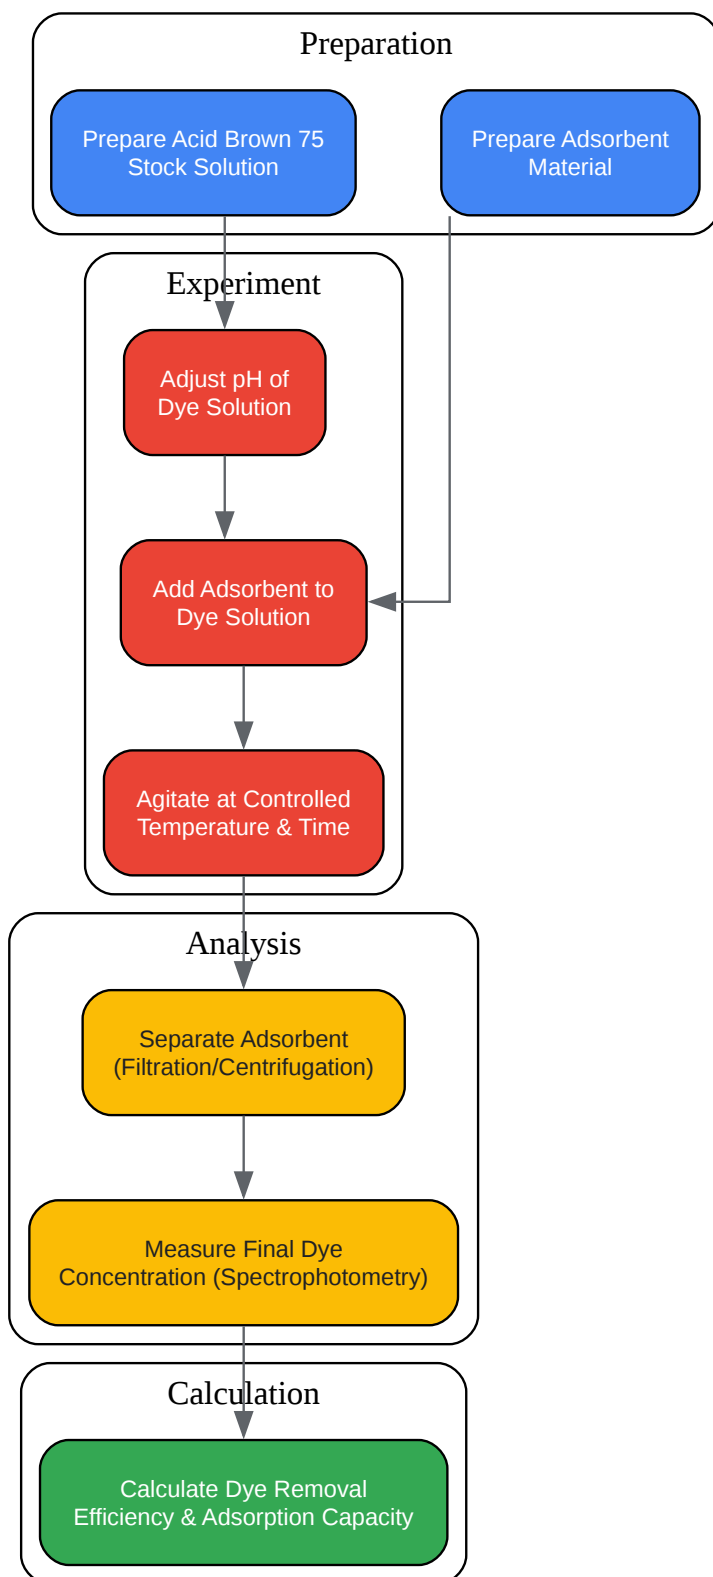 Preparation
Prepare Acid Brown 75
Stock Solution
Prepare Adsorbent
Material
Experiment
Adjust pH of
Dye Solution
Add Adsorbent to
Dye Solution
Agitate at Controlled
Temperature & Time
Analysis
Separate Adsorbent
(Filtration/Centrifugation)
Measure Final Dye
Concentration (Spectrophotometry)
Calculation
Calculate Dye Removal
Efficiency & Adsorption Capacity